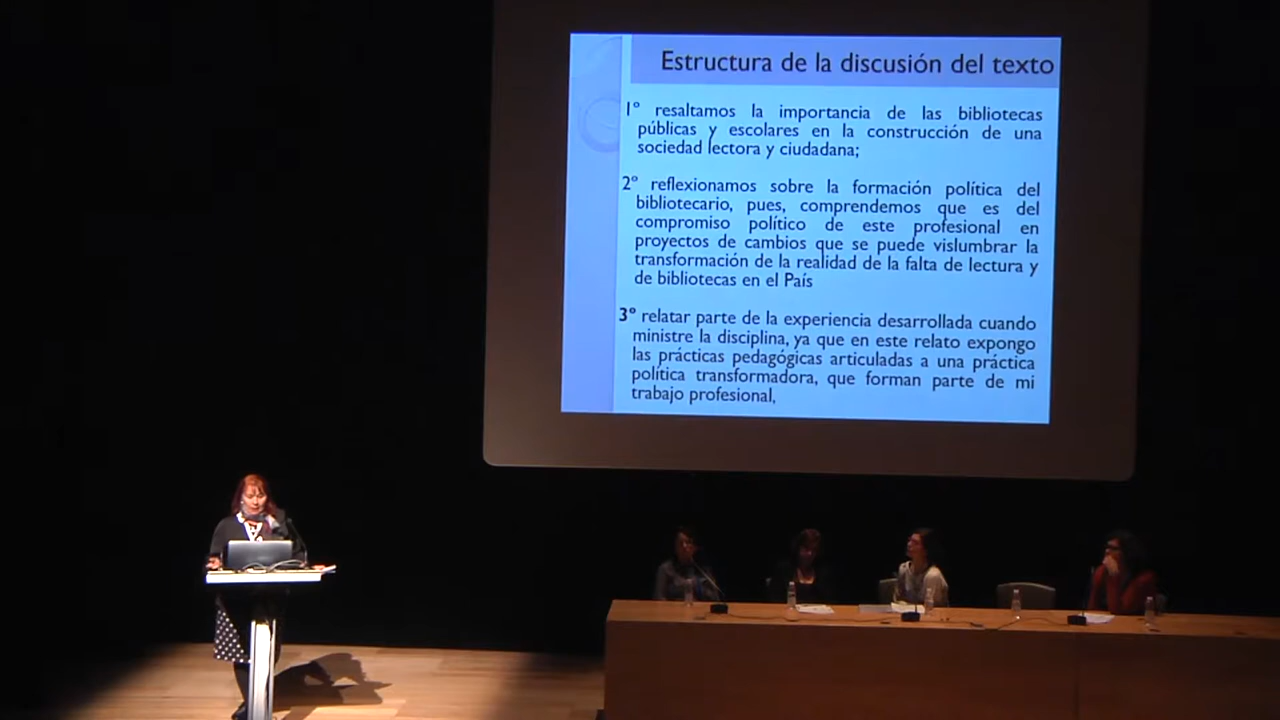 Estructura de la discusión del texto
1º resaltamos la importancia de las bibliotecas
públicas y escolares en la construcción de una
sociedad lectora y ciudadana;
2º reflexionamos sobre la formación política del
bibliotecario, pues, comprendemos que es del
compromiso político de este profesional en
proyectos de cambios que se puede vislumbrar la
transformación de la realidad de la falta de lectura y
de bibliotecas en el País
3º relatar parte de la experiencia desarrollada cuando
ministre la disciplina, ya que en este relato expongo
las prácticas pedagógicas articuladas a una práctica
política transformadora, que forman parte de mi
trabajo profesional,